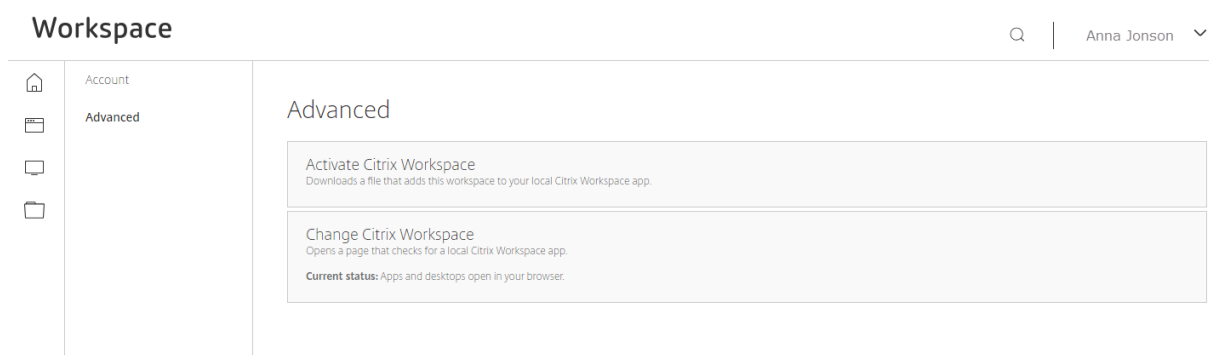 Workspace
Anna Jonson
Account
Advanced
Advanced
Activate Citrix Workspace
Downloads a file that adds this workspace to your local Citrix Workspace app.
Change Citrix Workspace
Opens a page that checks for a local Citrix Workspace app.
Current status: Apps and desktops open in your browser.